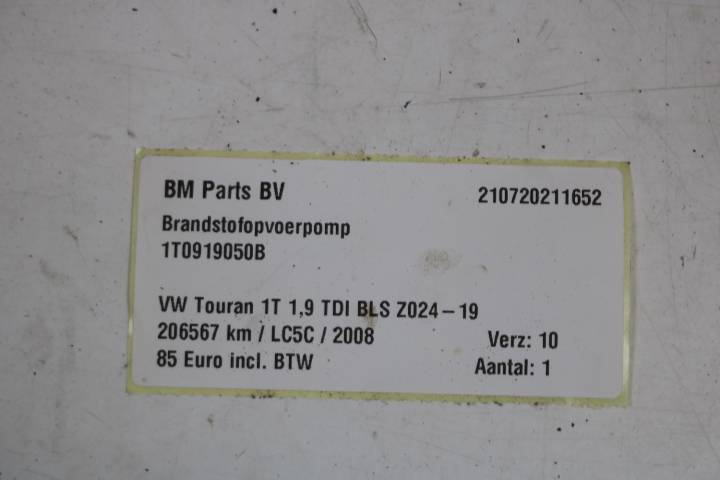 BM Parts BV 210720211652
Brandstofopvoerpomp
1T0919050B
VW Touran 1T 1,9 TDI BLS Z024-19
206567 km / LC5C / 2008 Verz: 10
85 Euro incl. BTW Aantal: 1